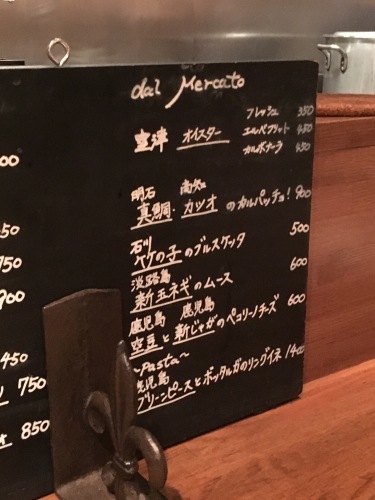 dal Mercato
フレッシュ 350
室津 オイスター エルベフリット 450
カルボナーラ 450
明石 高知
真鯛・カツオのカルパッチョ! 900
石川
竹の子のブルスケッタ 500
淡路島
新玉ネギのムース 600
鹿児島 鹿児島
空豆と新じゃがのペコリーノチーズ 600
~Pasta~
鹿児島
グリーンピースとボッタルガのリングイネ 1400
00
50
750
900
450
750
850